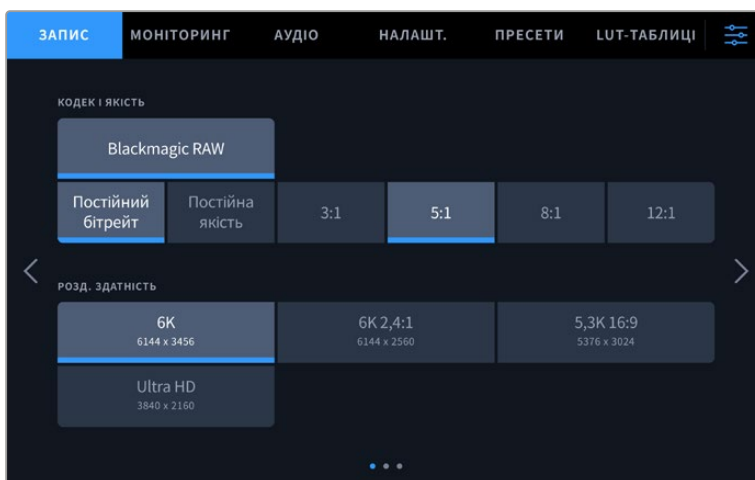 ЗАПИС МОНІТОРИНГ АУДІО НАЛАШТ. ПРЕСЕТИ LUT-ТАБЛИЦІ
КОДЕК І ЯКІСТЬ
Blackmagic RAW
Постійний бітрейт Постійна якість 3:1 5:1 8:1 12:1
РОЗД. ЗДАТНІСТЬ
6K 6K 2,4:1 5,3K 16:9
6144 x 3456 6144 x 2560 5376 x 3024
Ultra HD
3840 x 2160